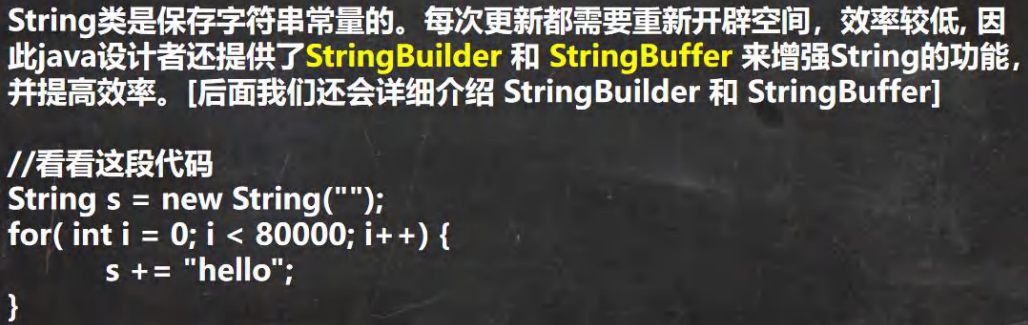 String类是保存字符串常量的。每次更新都需要重新开辟空间，效率较低, 因
此java设计者还提供了StringBuilder 和 StringBuffer 来增强String的功能，
并提高效率。[后面我们还会详细介绍 StringBuilder 和 StringBuffer]
//看看这段代码
String s = new String("");
for( int i = 0; i < 80000; i++) {
s += "hello";
}